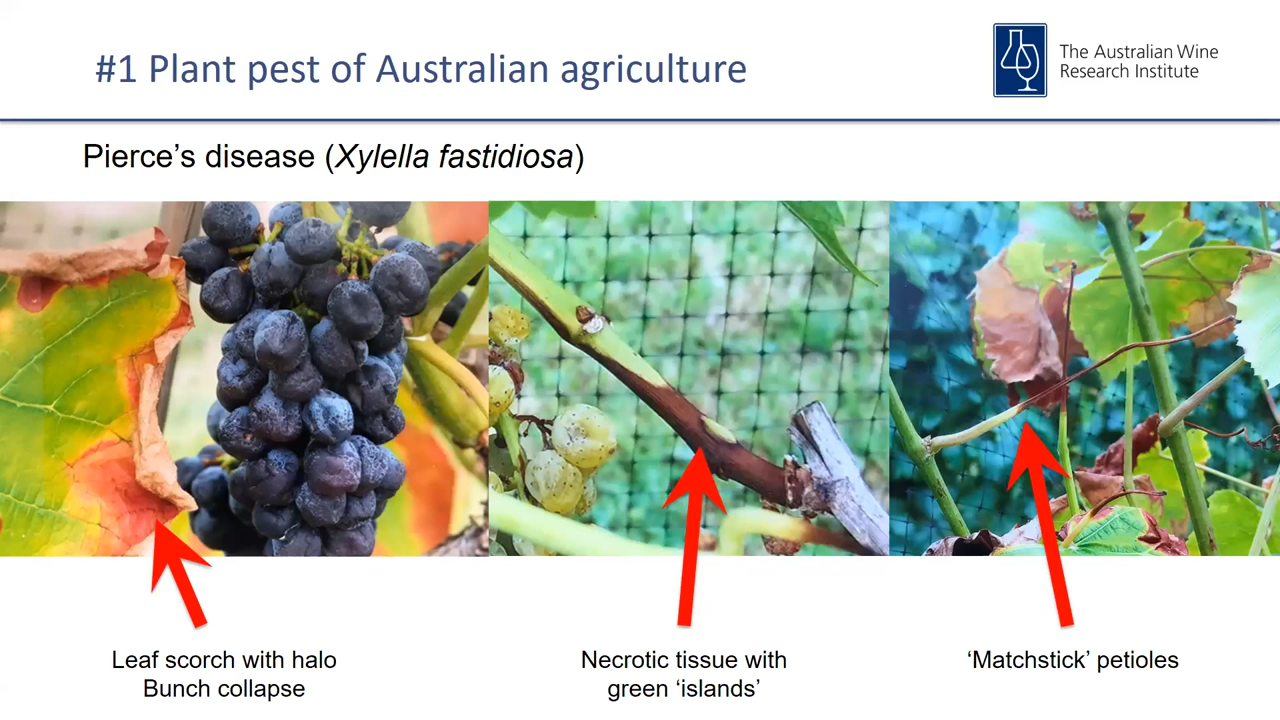 #1 Plant pest of Australian agriculture
The Australian Wine
Research Institute
Pierce’s disease (Xylella fastidiosa)
Leaf scorch with halo
Bunch collapse
Necrotic tissue with
green ‘islands’
‘Matchstick’ petioles